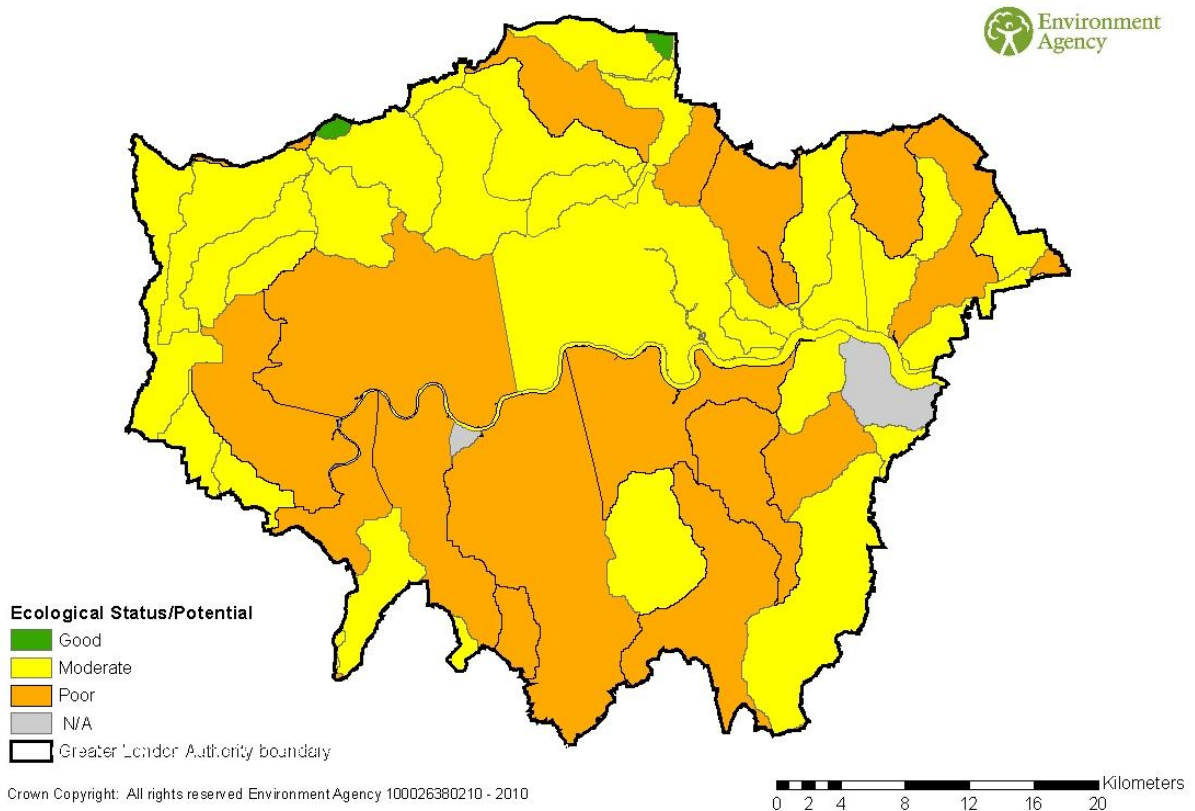 Environment
Agency
Ecological Status/Potential
Good
Moderate
Poor
N/A
Greater London Authority boundary
Crown Copyright: All rights reserved Environment Agency 100026380210 - 2010
Kilometers
0 2 4 8 12 16 20